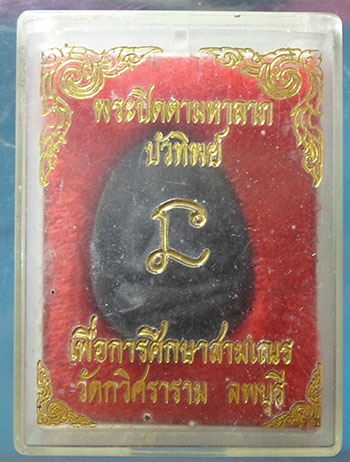 พระปิดตามหาลาภ
บัวทิพย์
เพื่อการศึกษาสามเณร
วัดกวิศราราม ลพบุรี